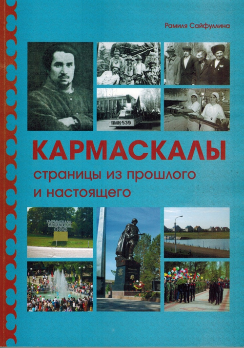 Рамиля Сайфуллина
КАРМАСКАЛЫ
страницы из прошлого
и настоящего